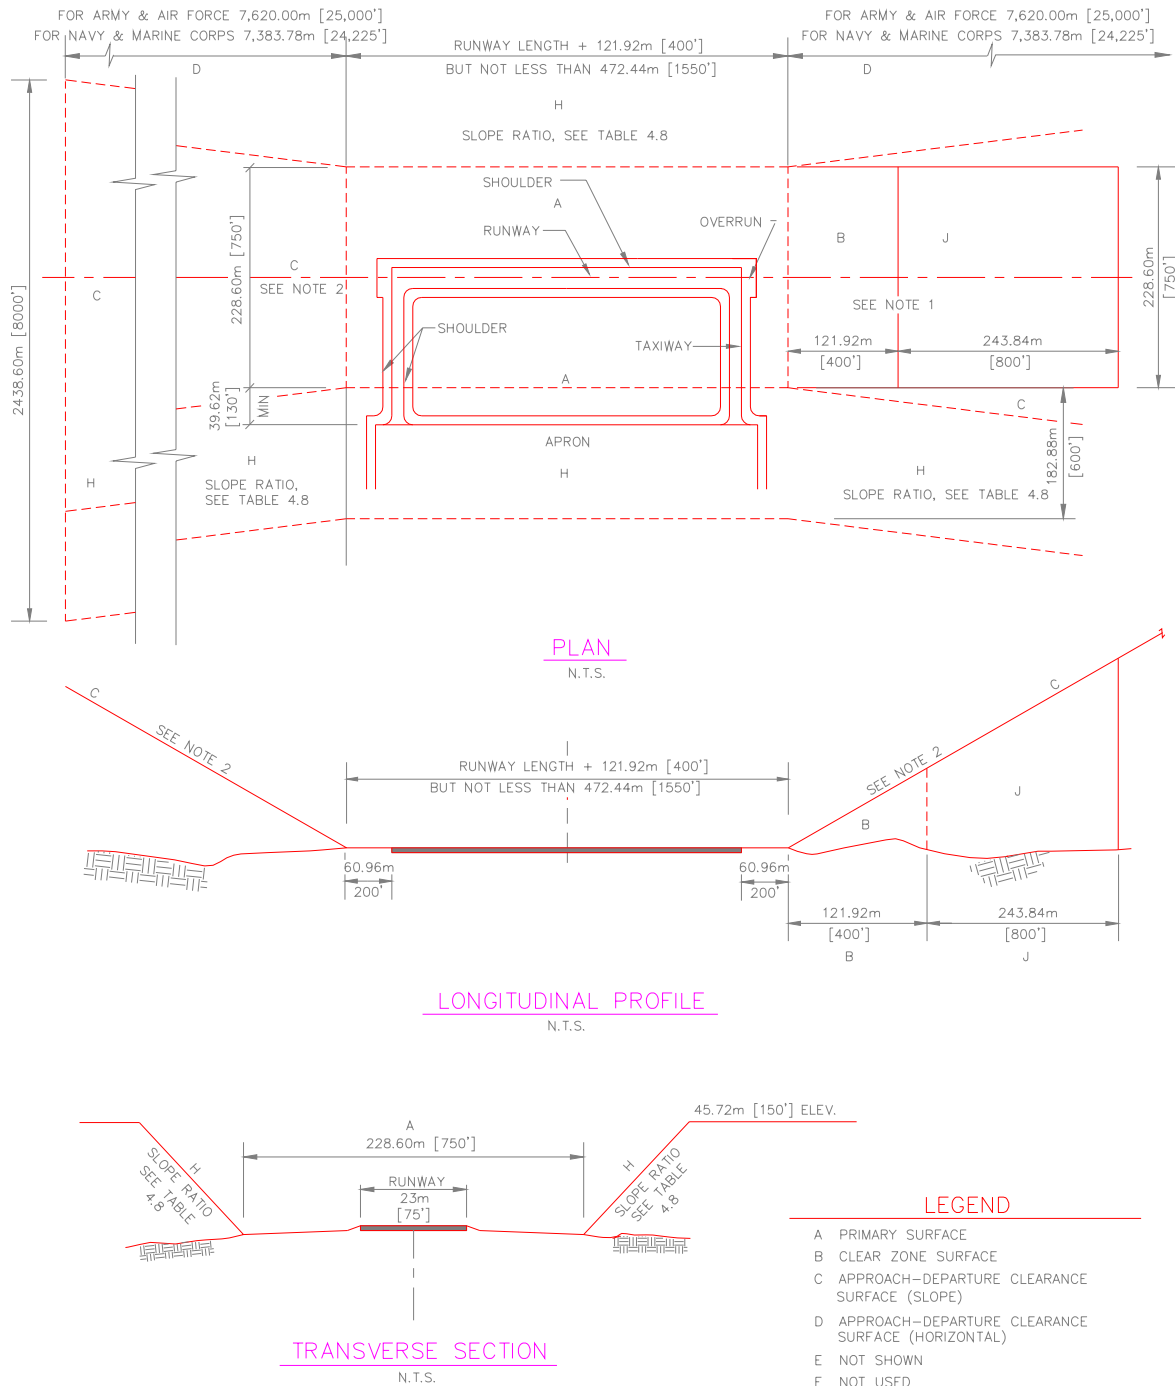 FOR ARMY & AIR FORCE 7,620.00m [25,000']
FOR NAVY & MARINE CORPS 7,383.78m [24,225']
D
RUNWAY LENGTH + 121.92m [400']
BUT NOT LESS THAN 472.44m [1550']
FOR ARMY & AIR FORCE 7,620.00m [25,000']
FOR NAVY & MARINE CORPS 7,383.78m [24,225']
D
H
SLOPE RATIO, SEE TABLE 4.8
SHOULDER
A
RUNWAY
OVERRUN
B
J
2438.60m [8000']
C
228.60m [750']
C
SEE NOTE 2
SEE NOTE 1
228.60m
[750']
SHOULDER
TAXIWAY
121.92m
[400']
243.84m
[800']
A
39.62m
[130']
MIN
C
APRON
H
H
H
SLOPE RATIO,
SEE TABLE 4.8
H
SLOPE RATIO, SEE TABLE 4.8
182.88m
[600']
PLAN
N.T.S.
C
SEE NOTE 2
RUNWAY LENGTH + 121.92m [400']
BUT NOT LESS THAN 472.44m [1550']
C
SEE NOTE 2
B
J
60.96m
200'
60.96m
200'
121.92m
[400']
B
243.84m
[800']
J
LONGITUDINAL PROFILE
N.T.S.
45.72m [150'] ELEV.
A
228.60m [750']
H
SLOPE RATIO
SEE TABLE
4.8
RUNWAY
23m
[75']
H
SLOPE RATIO
SEE TABLE
4.8
TRANSVERSE SECTION
N.T.S.
LEGEND
A PRIMARY SURFACE
B CLEAR ZONE SURFACE
C APPROACH-DEPARTURE CLEARANCE
SURFACE (SLOPE)
D APPROACH-DEPARTURE CLEARANCE
SURFACE (HORIZONTAL)
E NOT SHOWN
F NOT USED